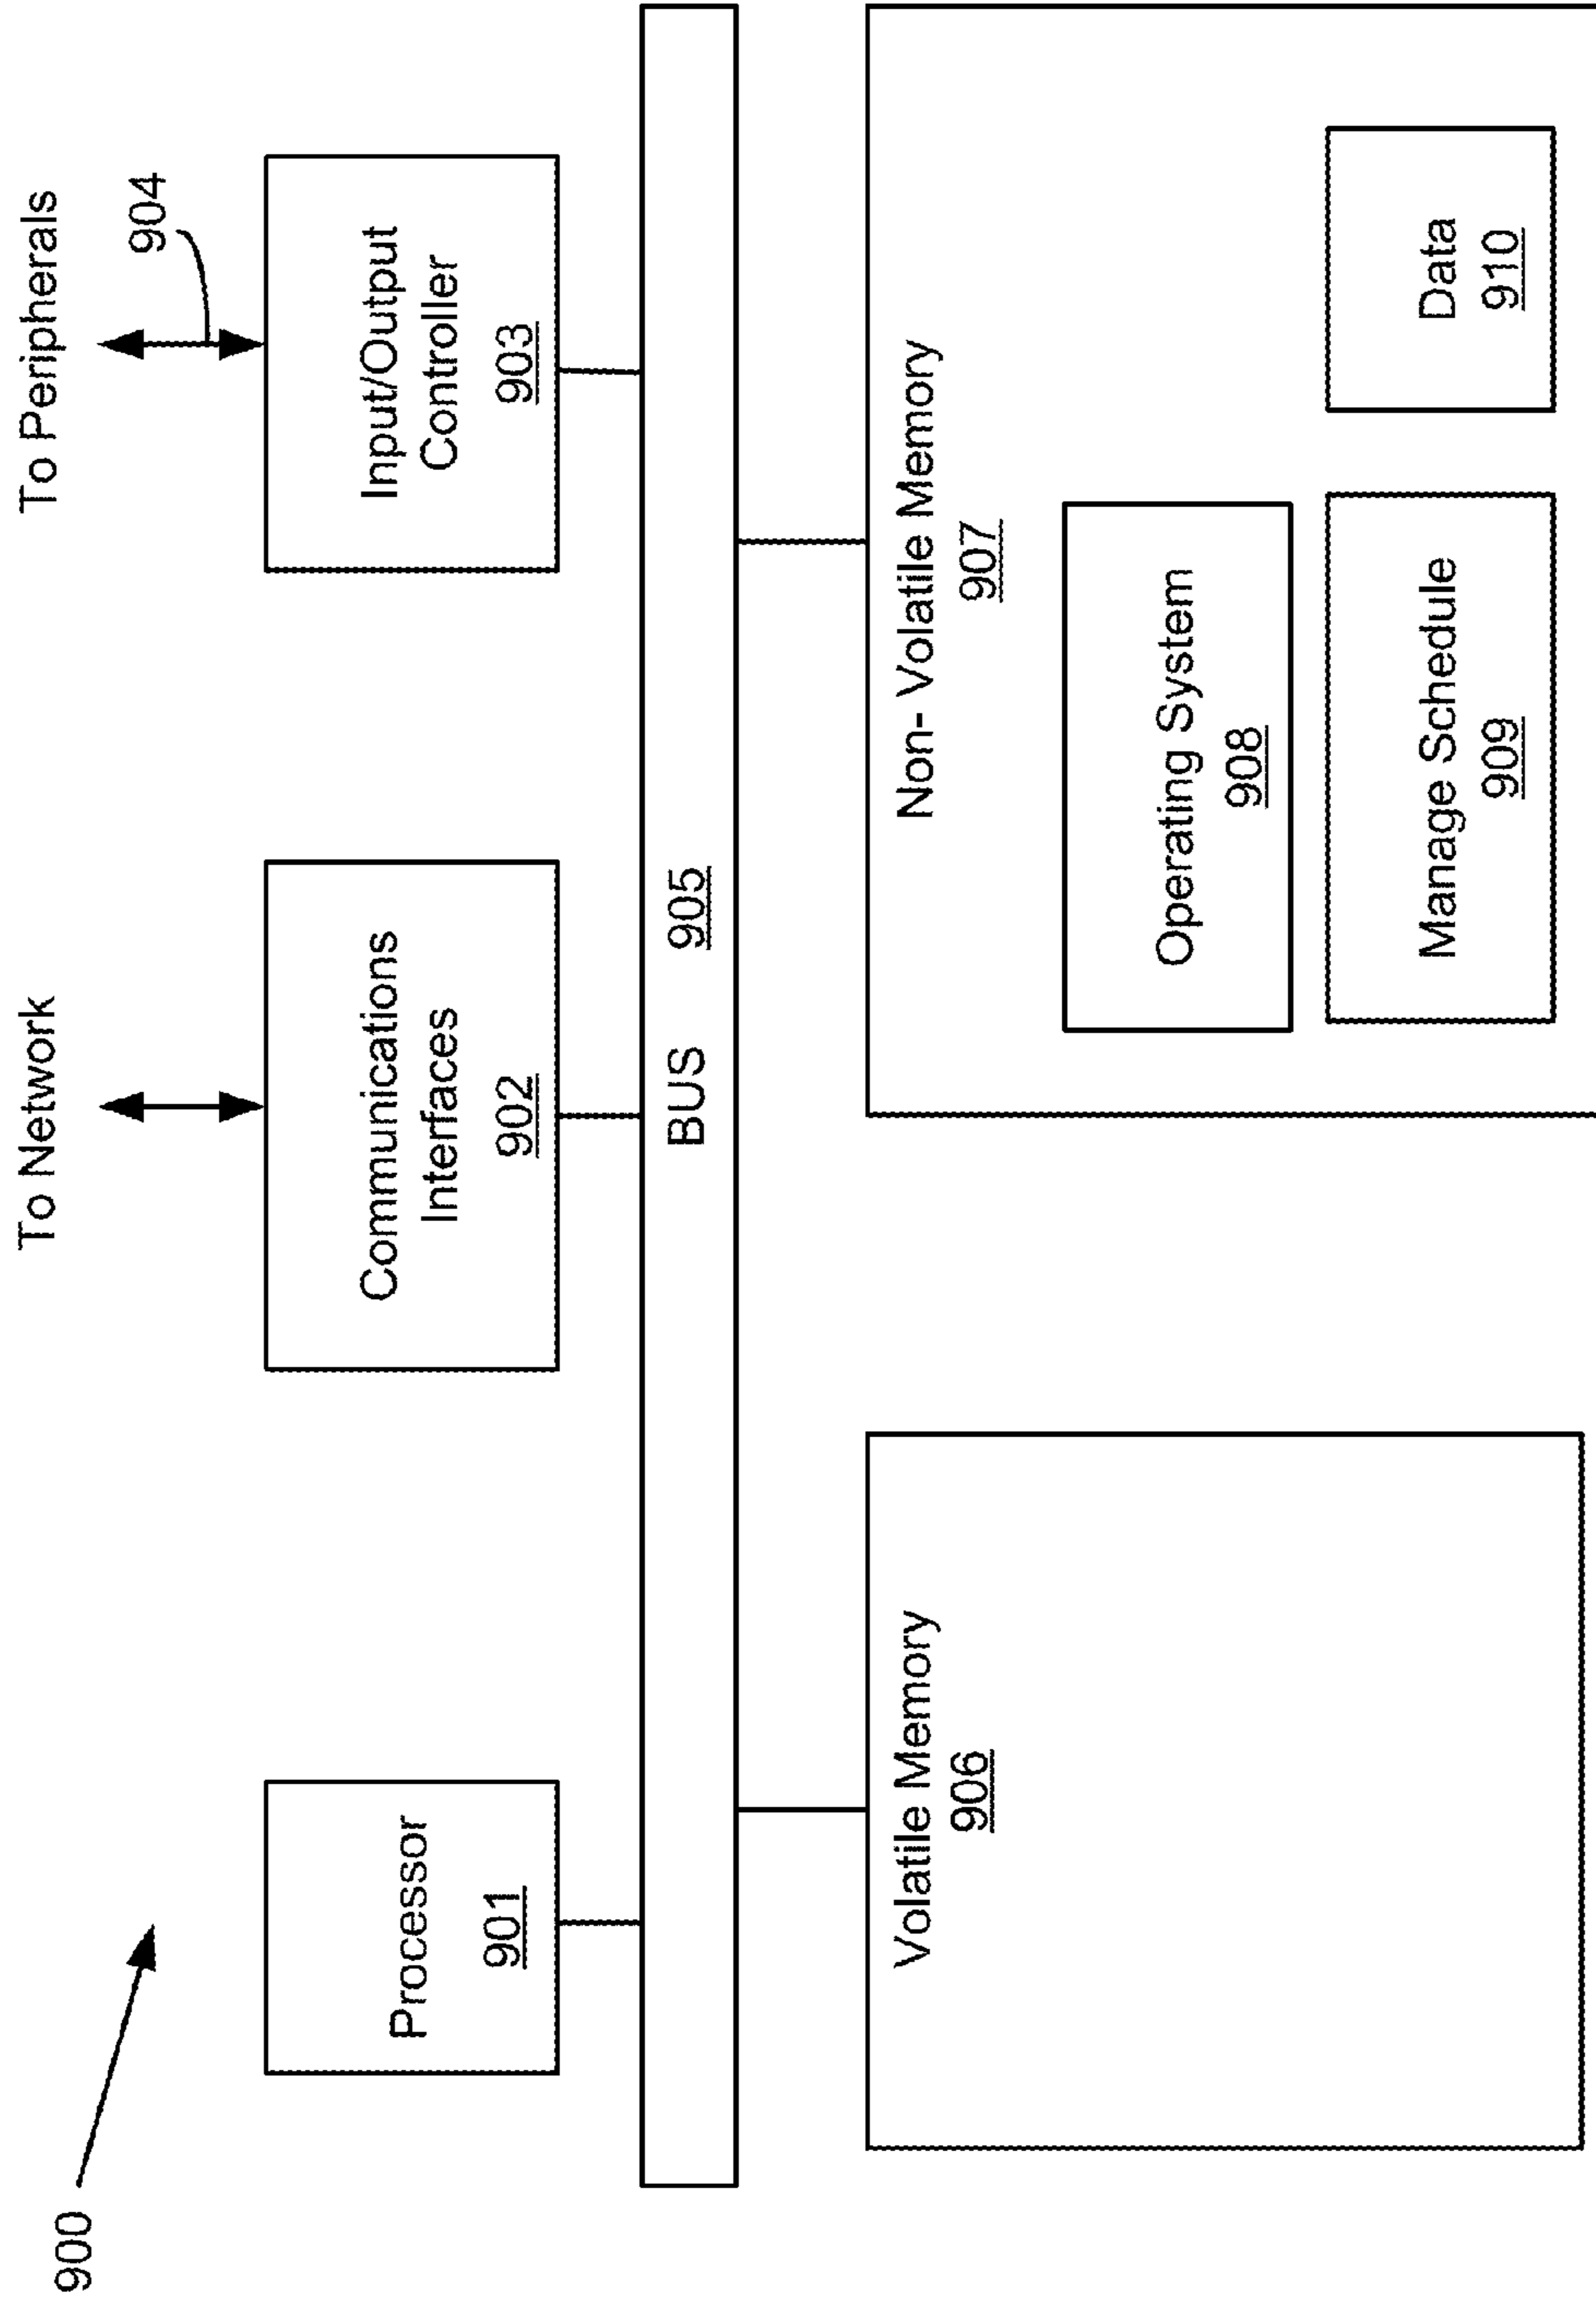 900
To Network
To Peripherals
904
Processor
901
Communications
Interfaces
902
Input/Output
Controller
903
BUS 905
Volatile Memory
906
Non- Volatile Memory
907
Operating System
908
Manage Schedule
909
Data
910